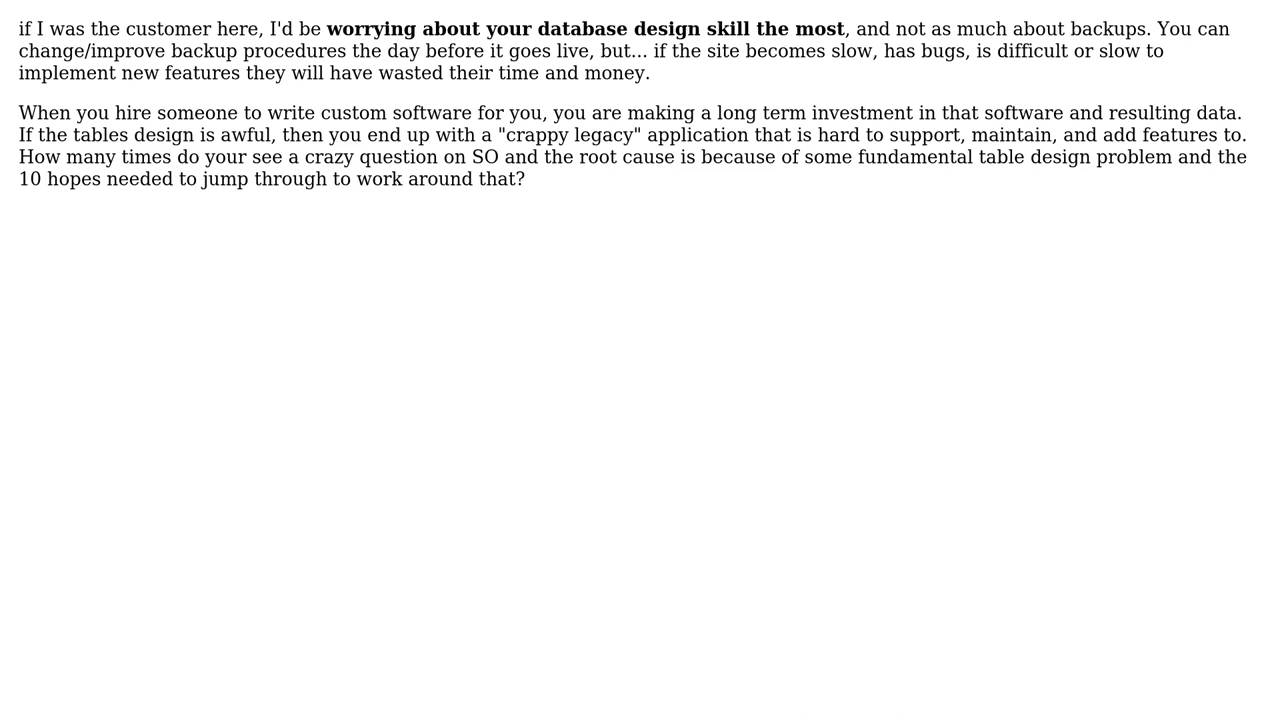 if I was the customer here, I'd be worrying about your database design skill the most, and not as much about backups. You can
change/improve backup procedures the day before it goes live, but... if the site becomes slow, has bugs, is difficult or slow to
implement new features they will have wasted their time and money.
When you hire someone to write custom software for you, you are making a long term investment in that software and resulting data.
If the tables design is awful, then you end up with a "crappy legacy" application that is hard to support, maintain, and add features to.
How many times do your see a crazy question on SO and the root cause is because of some fundamental table design problem and the
10 hopes needed to jump through to work around that?